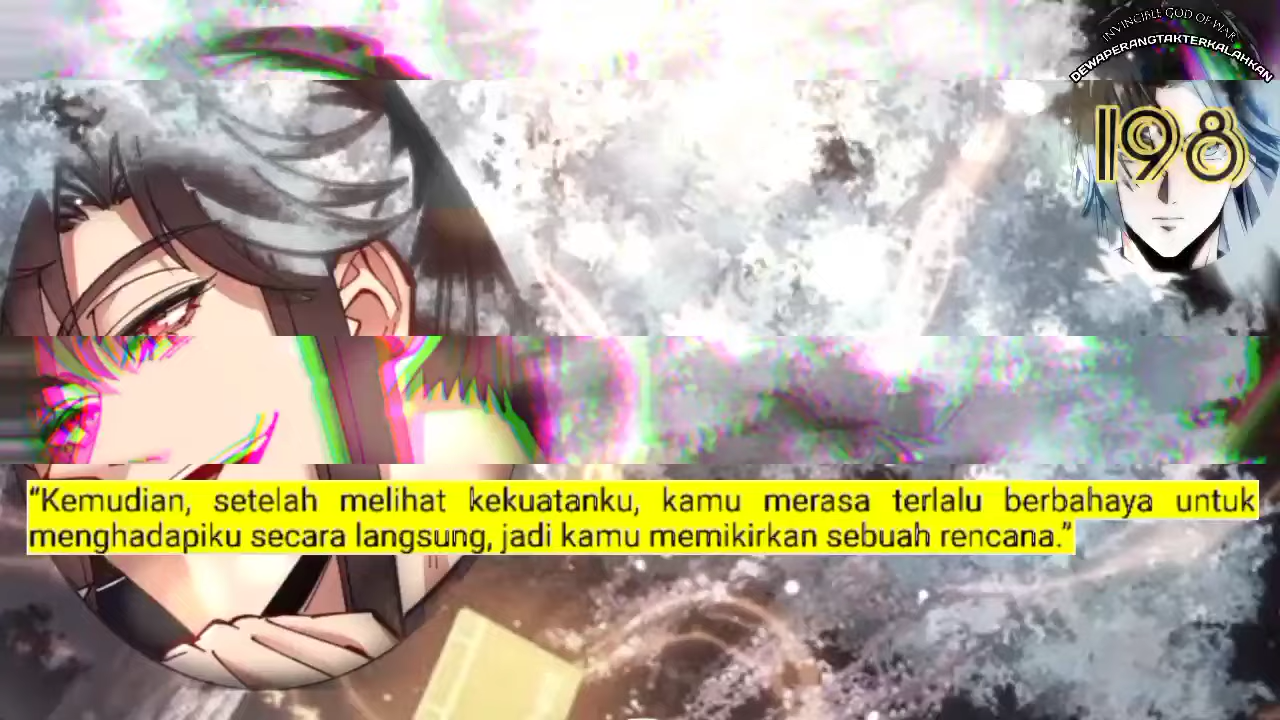 INVINCIBLE GOD OF WAR
DEWAPERANGTAKTERKALAHKAN
198
“Kemudian, setelah melihat kekuatanku, kamu merasa terlalu berbahaya untuk
menghadapiku secara langsung, jadi kamu memikirkan sebuah rencana.”